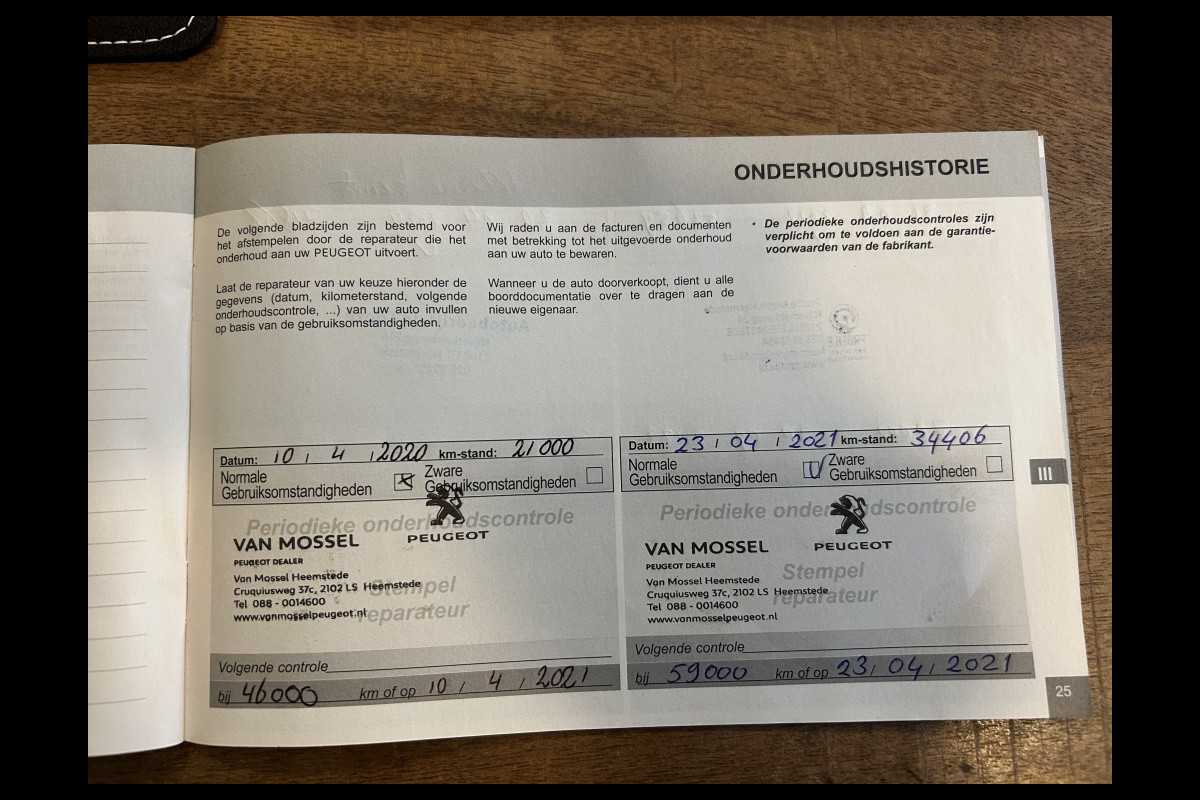 ONDERHOUDSHISTORIE
De volgende bladzijden zijn bestemd voor
het afstempelen door de reparateur die het
onderhoud aan uw PEUGEOT uitvoert.
Laat de reparateur van uw keuze hieronder de
gegevens (datum, kilometerstand, volgende
onderhoudscontrole, ...) van uw auto invullen
op basis van de gebruiksomstandigheden.
Wij raden u aan de facturen en documenten
met betrekking tot het uitgevoerde onderhoud
aan uw auto te bewaren.
Wanneer u de auto doorverkoopt, dient u alle
boorddocumentatie over te dragen aan de
nieuwe eigenaar.
• De periodieke onderhoudscontroles zijn
verplicht om te voldoen aan de garantie-
voorwaarden van de fabrikant.
Datum: 10 / 4 / 2020 km-stand: 21000
Normale
Gebruiksomstandigheden
Zware
Gebruiksomstandigheden
Periodieke onderhoudscontrole
PEUGEOT
VAN MOSSEL
PEUGEOT DEALER
Van Mossel Heemstede
Cruquiusweg 37c, 2102 LS Heemstede
Tel 088 - 0014600
www.vanmosselpeugeot.nl
Stempel
reparateur
Volgende controle
bij 46000 km of op 10 / 4 / 2021
Datum: 23 / 04 / 2021 km-stand: 34406
Normale
Gebruiksomstandigheden
Zware
Gebruiksomstandigheden
Periodieke onderhoudscontrole
PEUGEOT
VAN MOSSEL
PEUGEOT DEALER
Van Mossel Heemstede
Cruquiusweg 37c, 2102 LS Heemstede
Tel 088 - 0014600
www.vanmosselpeugeot.nl
Stempel
reparateur
Volgende controle
bij 59000 km of op 23 / 04 / 2021
III
25